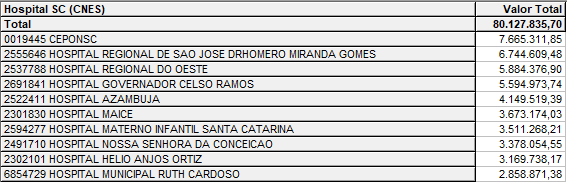 Hospital SC (CNES) Valor Total
Total 80.127.835,70
0019445 CEPONSC 7.665.311,85
2555646 HOSPITAL REGIONAL DE SAO JOSE DRHOMERO MIRANDA GOMES 6.744.609,48
2537788 HOSPITAL REGIONAL DO OESTE 5.884.376,90
2691841 HOSPITAL GOVERNADOR CELSO RAMOS 5.594.973,74
2522411 HOSPITAL AZAMBUJA 4.149.519,39
2301830 HOSPITAL MAICE 3.673.174,03
2594277 HOSPITAL MATERNO INFANTIL SANTA CATARINA 3.511.268,21
2491710 HOSPITAL NOSSA SENHORA DA CONCEICAO 3.378.054,55
2302101 HOSPITAL HELIO ANJOS ORTIZ 3.169.738,17
6854729 HOSPITAL MUNICIPAL RUTH CARDOSO 2.858.871,38